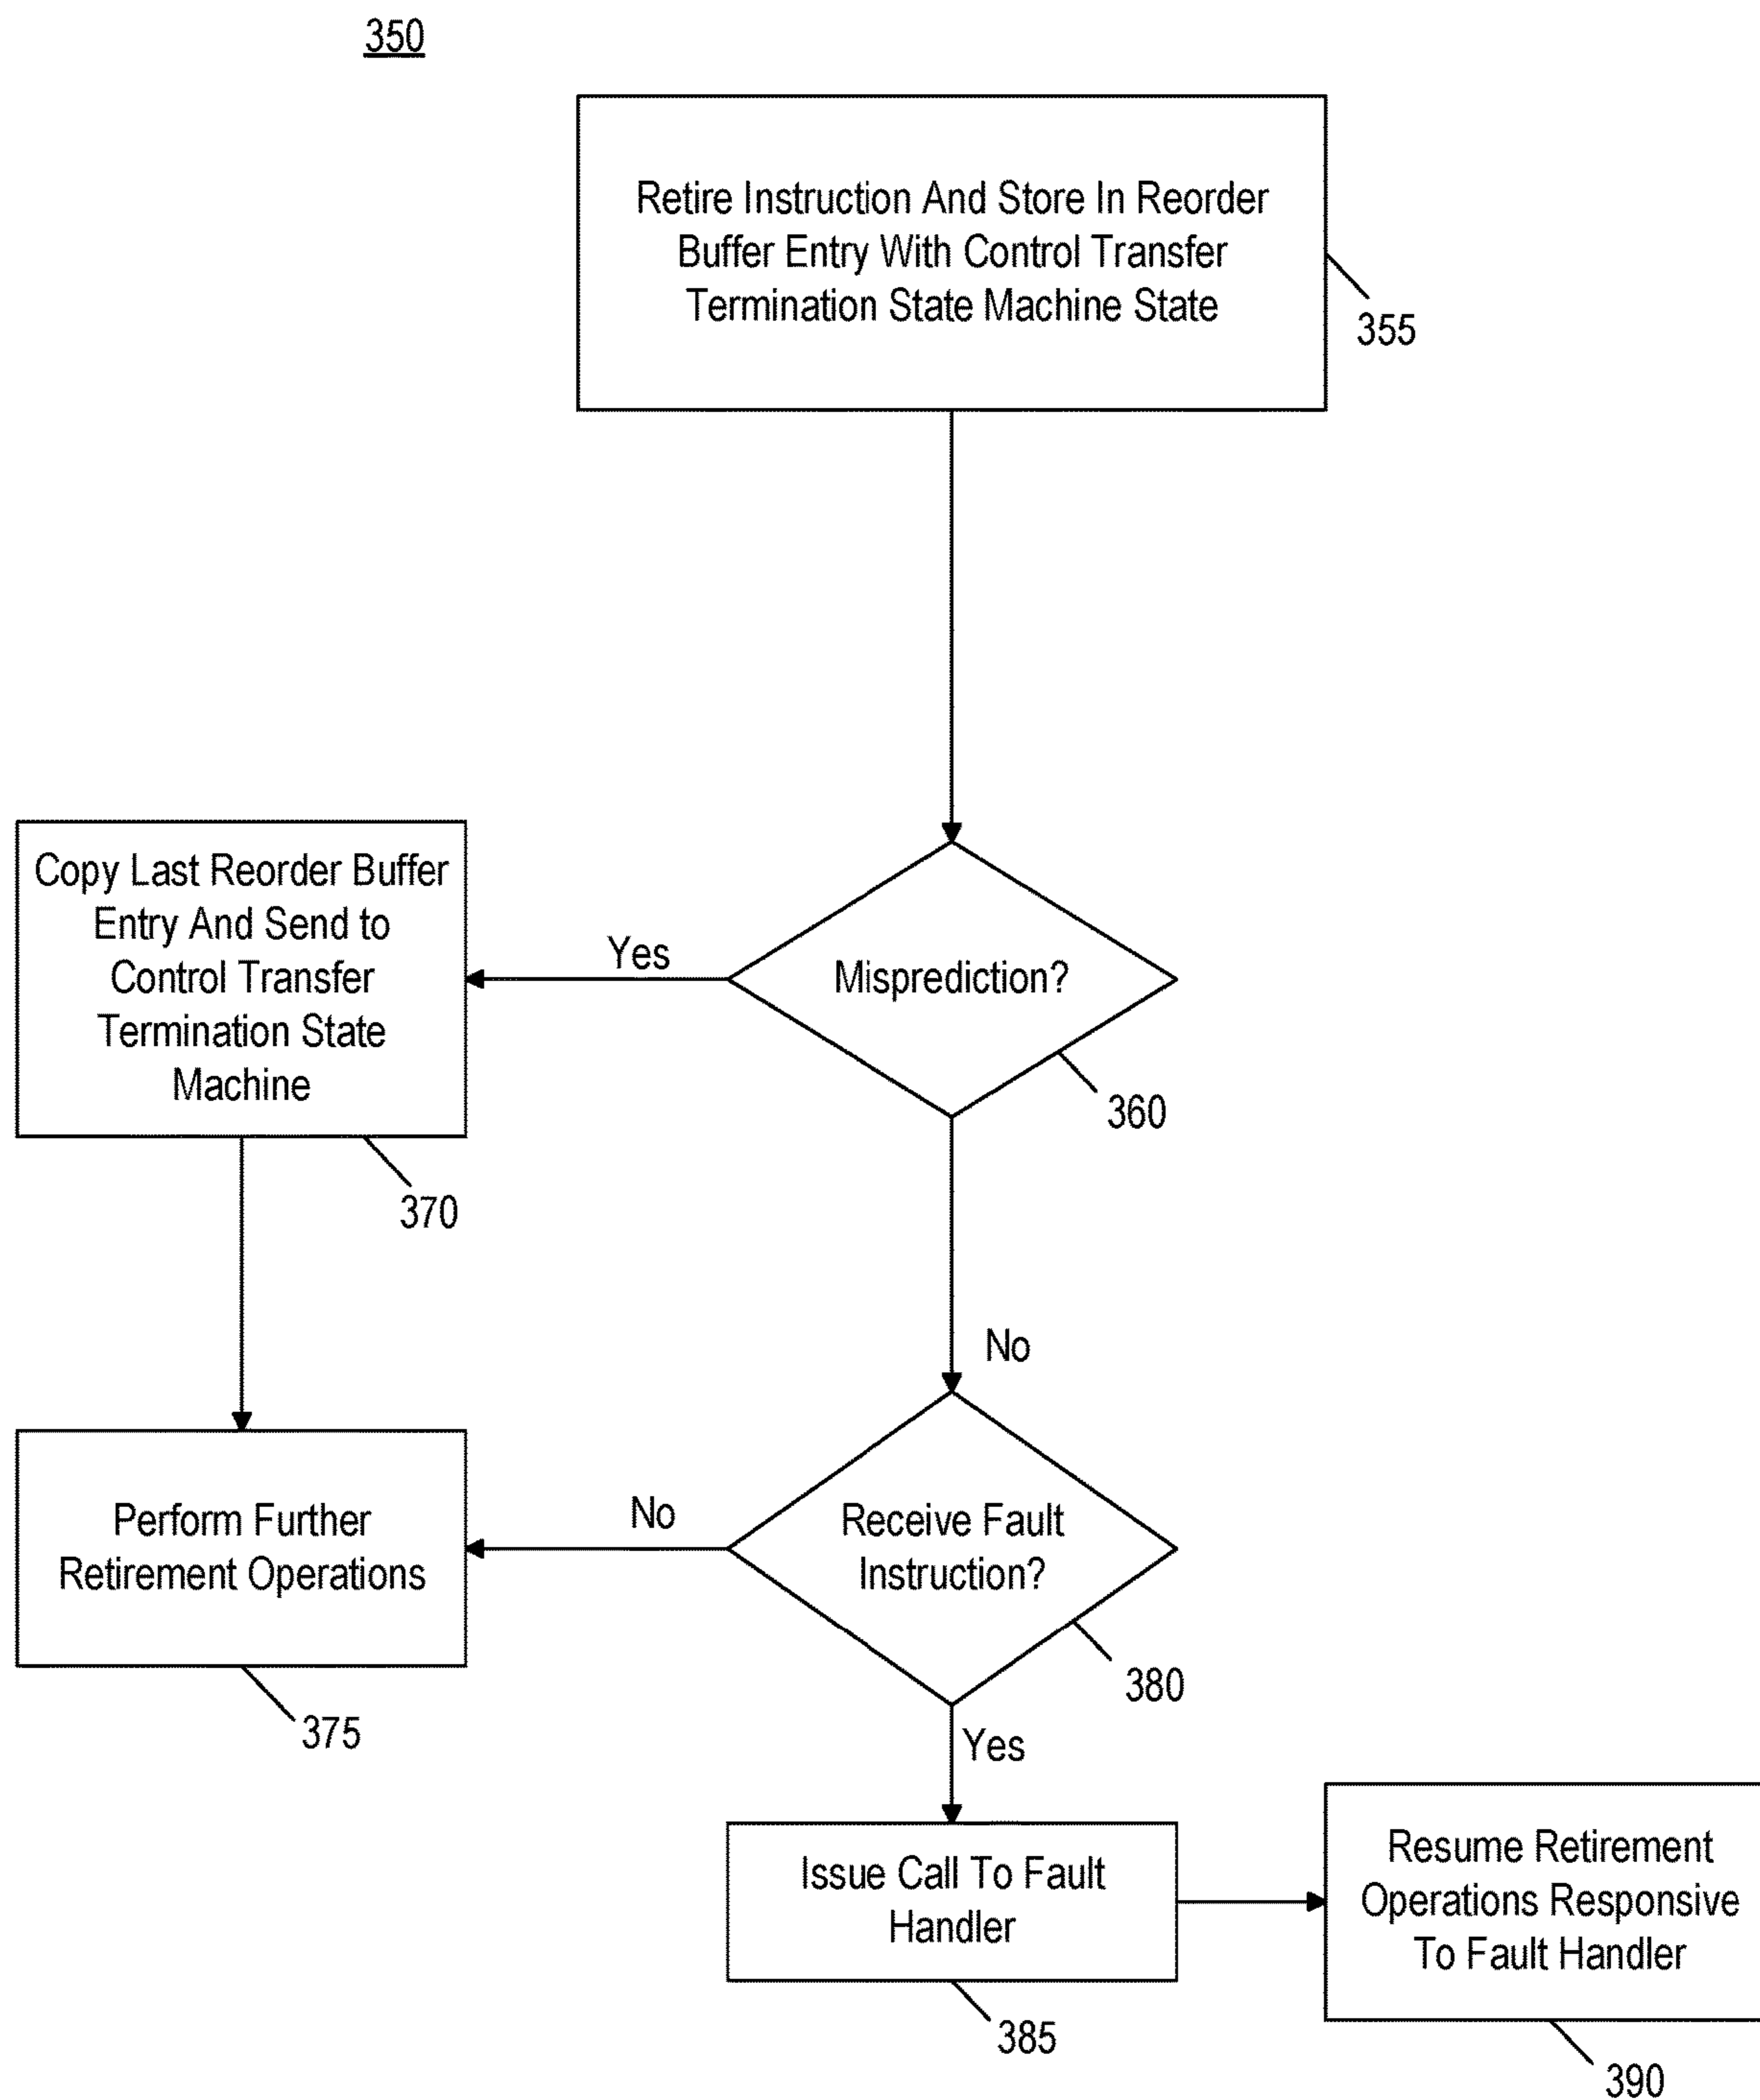 350
Retire Instruction And Store In Reorder
Buffer Entry With Control Transfer
Termination State Machine State
355
Copy Last Reorder Buffer
Entry And Send to
Control Transfer
Termination State
Machine
370
Yes
Misprediction?
360
No
Perform Further
Retirement Operations
375
No
Receive Fault
Instruction?
380
Yes
Issue Call To Fault
Handler
385
Resume Retirement
Operations Responsive
To Fault Handler
390